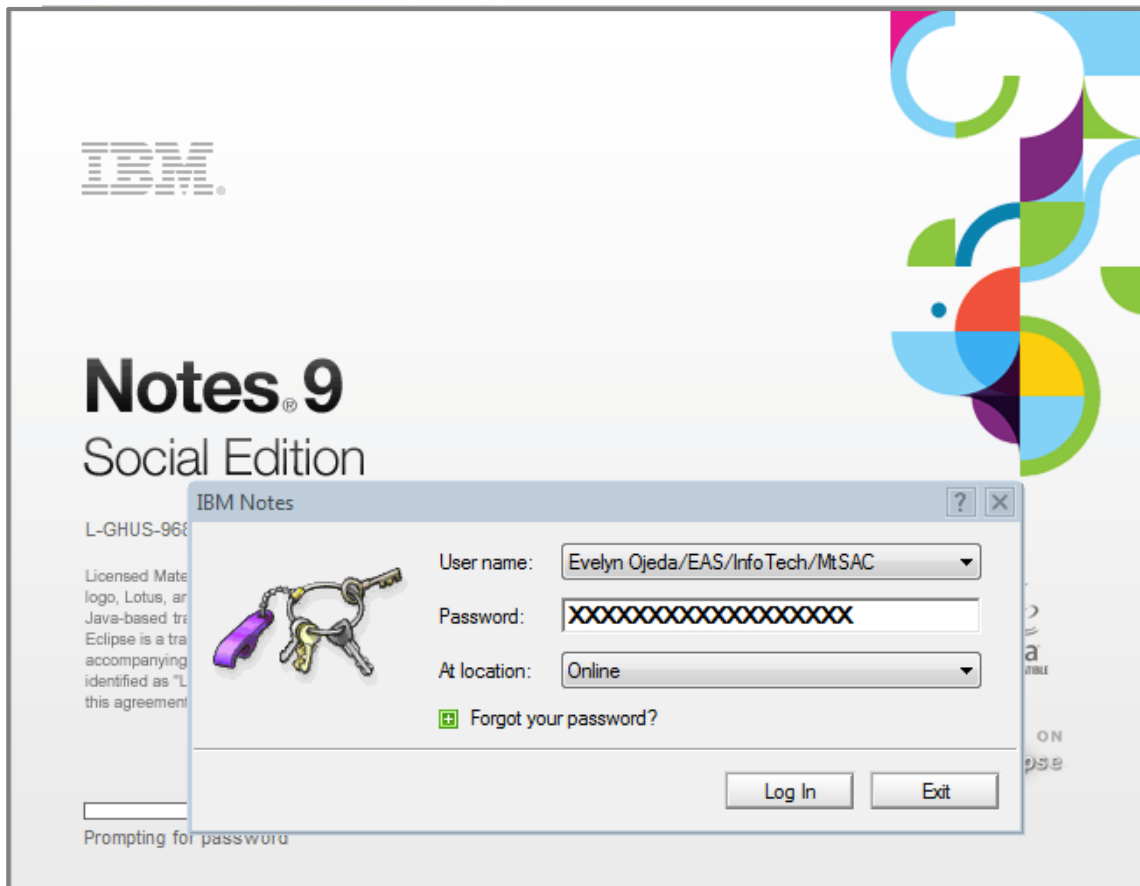 IBM®
Notes® 9
Social Edition
IBM Notes
? X
L-GHUS-968
User name: Evelyn Ojeda/EAS/InfoTech/MtSAC
Licensed Mate
logo, Lotus, an
Java-based tra
Password: XXXXXXXXXXXXXXXXXX
Eclipse is a tra
accompanying
identified as "L
At location: Online
this agreement
Forgot your password?
ON
Log In Exit
Prompting for password